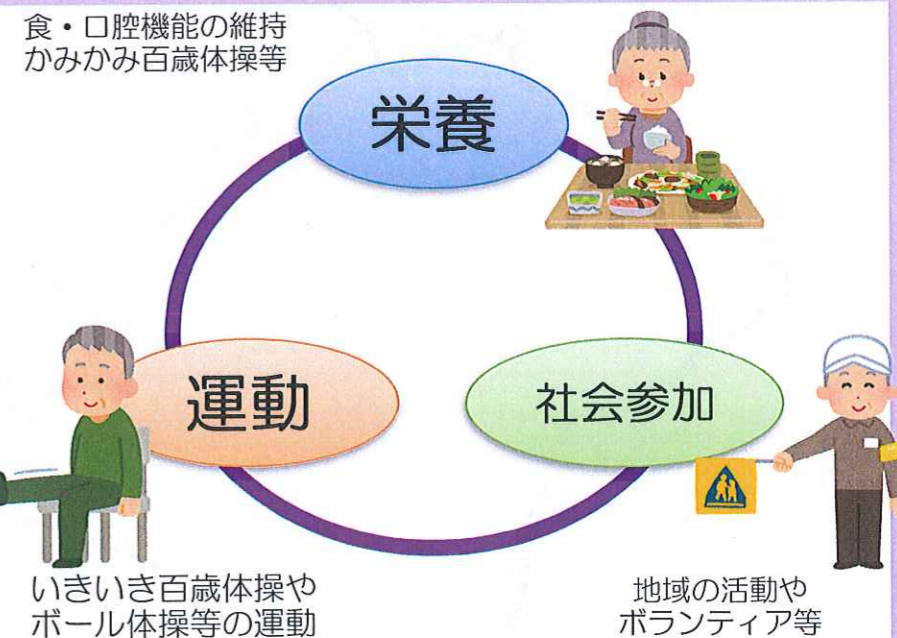 食・口腔機能の維持
かみかみ百歳体操等
栄養
運動
社会参加
いきいき百歳体操や
ボール体操等の運動
地域の活動や
ボランティア等